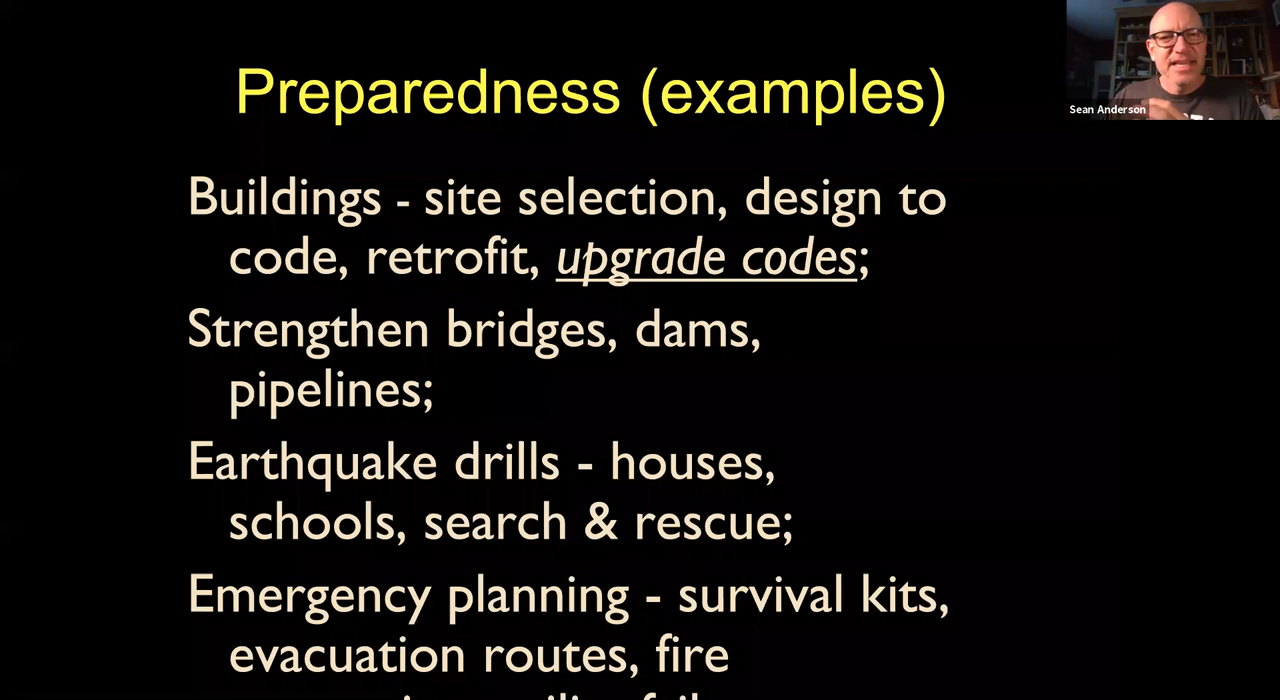 Preparedness (examples)
Sean Anderson
Buildings - site selection, design to
code, retrofit, upgrade codes;
Strengthen bridges, dams,
pipelines;
Earthquake drills - houses,
schools, search & rescue;
Emergency planning - survival kits,
evacuation routes, fire